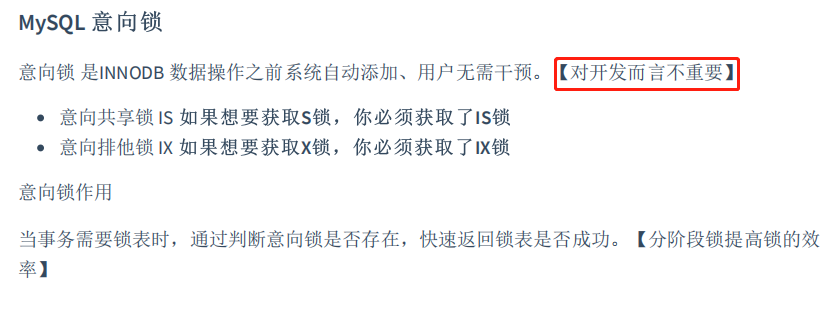 MySQL 意向锁
意向锁 是INNODB 数据操作之前系统自动添加、用户无需干预。【对开发而言不重要】
意向共享锁 IS 如果想要获取S锁，你必须获取了IS锁
意向排他锁 IX 如果想要获取X锁，你必须获取了IX锁
意向锁作用
当事务需要锁表时，通过判断意向锁是否存在，快速返回锁表是否成功。【分阶段锁提高锁的效
率】